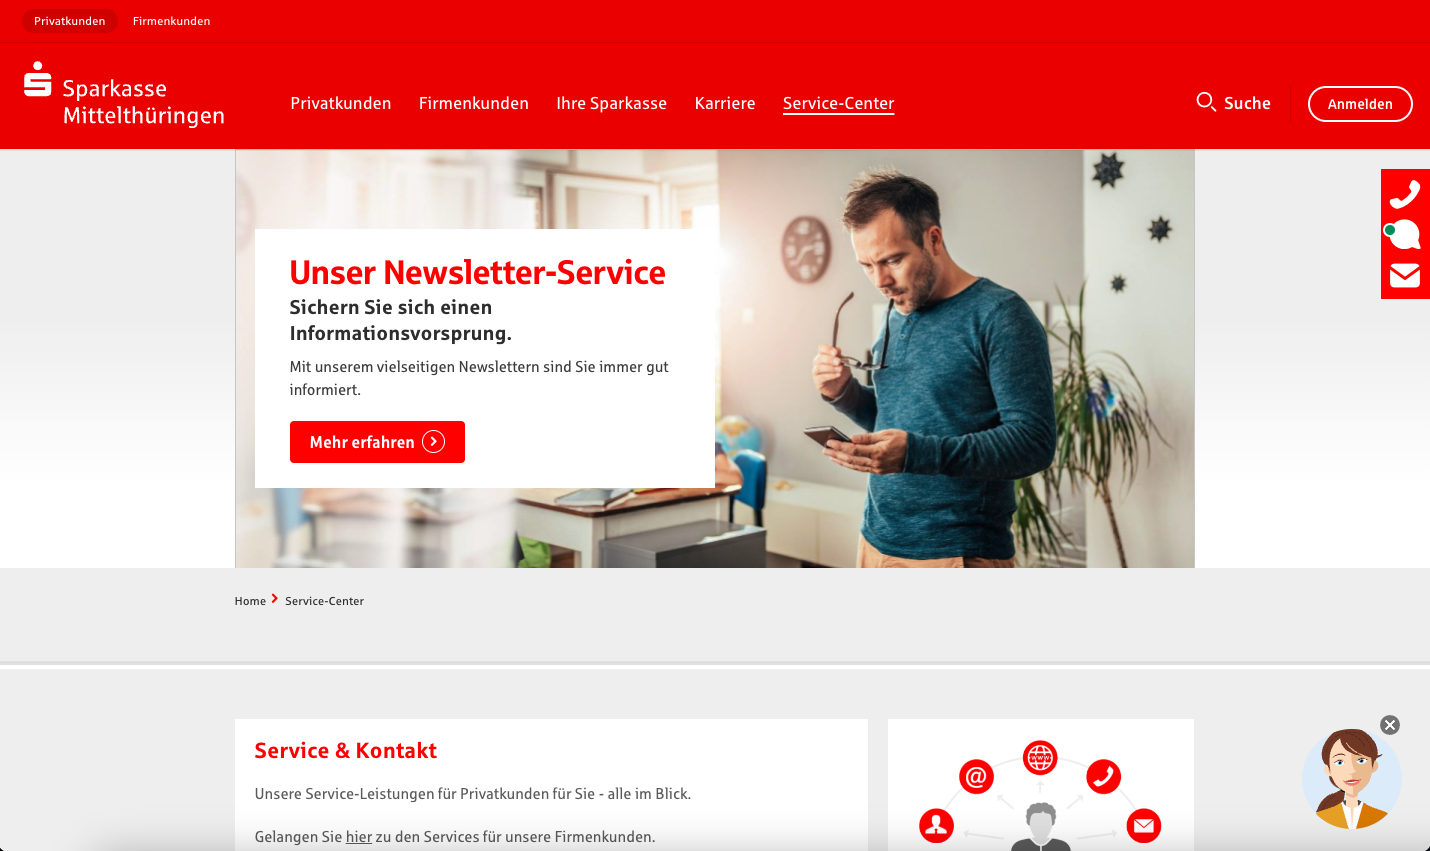 Privatkunden
Firmenkunden
Sparkasse
Mittelthüringen
Privatkunden
Firmenkunden
Ihre Sparkasse
Karriere
Service-Center
Suche
Anmelden
Unser Newsletter-Service
Sichern Sie sich einen
Informationsvorsprung.
Mit unserem vielseitigen Newslettern sind Sie immer gut
informiert.
Mehr erfahren
Home
Service-Center
Service & Kontakt
Unsere Service-Leistungen für Privatkunden für Sie - alle im Blick.
Gelangen Sie hier zu den Services für unsere Firmenkunden.
@
WWW